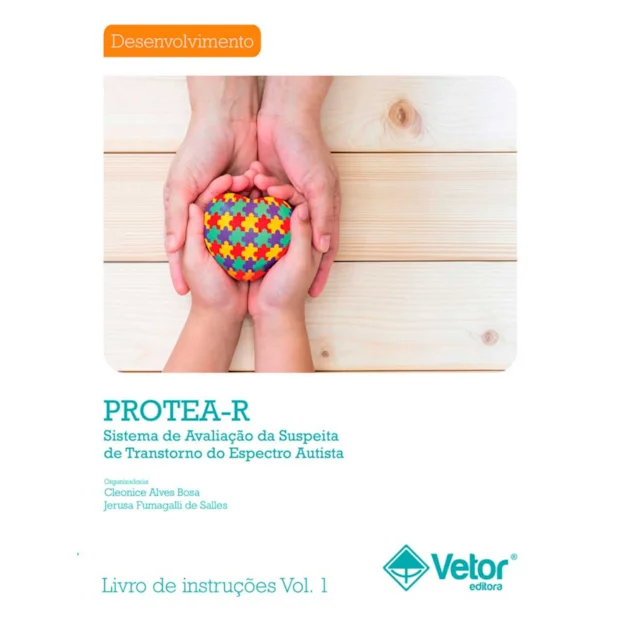 Desenvolvimento
PROTEA-R
Sistema de Avaliação da Suspeita
de Transtorno do Espectro Autista
Organizadoras
Cleonice Alves Bosa
Jerusa Fumagalli de Salles
Livro de instruções Vol. 1
Vetor®
editora